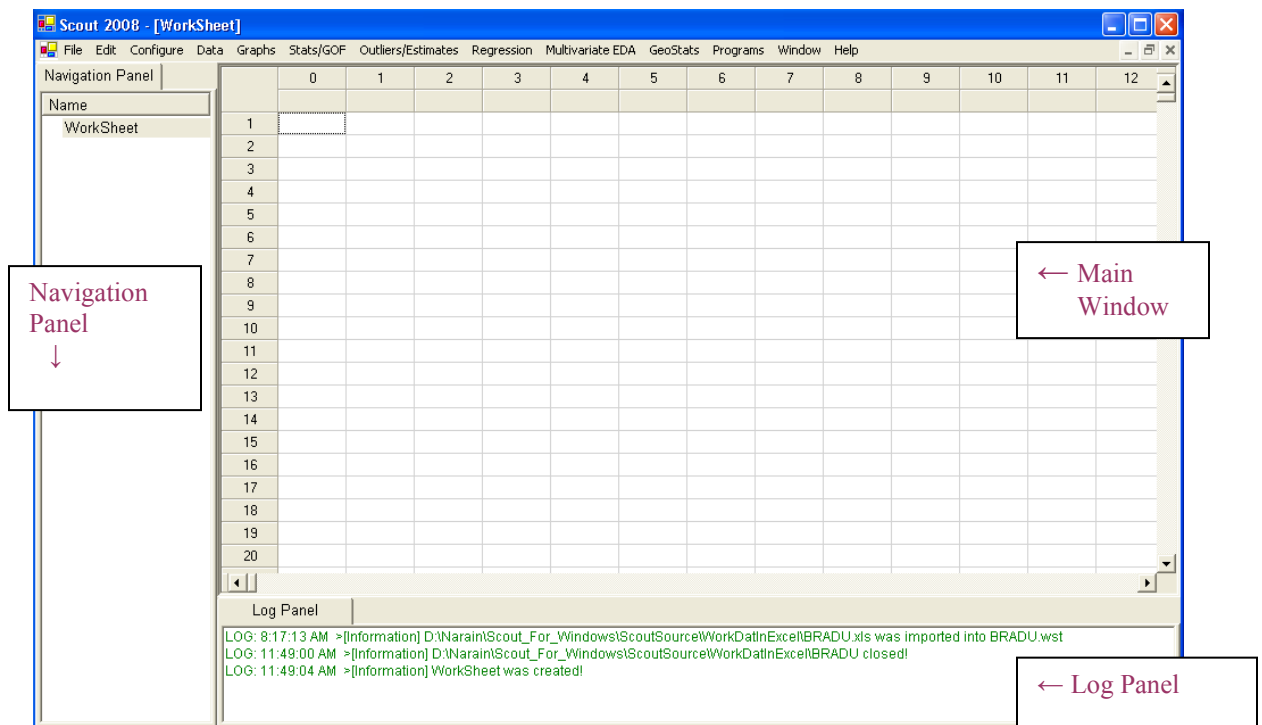 Scout 2008 - [WorkSheet]
File Edit Configure Data Graphs Stats/GOF Outliers/Estimates Regression Multivariate EDA GeoStats Programs Window Help
Navigation Panel
Name
WorkSheet
0 1 2 3 4 5 6 7 8 9 10 11 12
1
2
3
4
5
6
7
8
9
10
11
12
13
14
15
16
17
18
19
20
Navigation
Panel
↓
← Main
Window
Log Panel
LOG: 8:17:13 AM >[Information] D:\Narain\Scout_For_Windows\ScoutSource\WorkDatInExcel\BRADU.xls was imported into BRADU.wst
LOG: 11:49:00 AM >[Information] D:\Narain\Scout_For_Windows\ScoutSource\WorkDatInExcel\BRADU closed!
LOG: 11:49:04 AM >[Information] WorkSheet was created!
← Log Panel